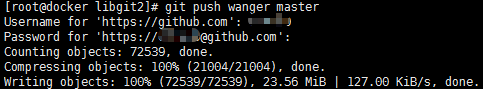 [root@docker libgit2]# git push wanger master
Username for 'https://github.com':
Password for 'https://@github.com':
Counting objects: 72539, done.
Compressing objects: 100% (21004/21004), done.
Writing objects: 100% (72539/72539), 23.56 MiB | 127.00 KiB/s, done.